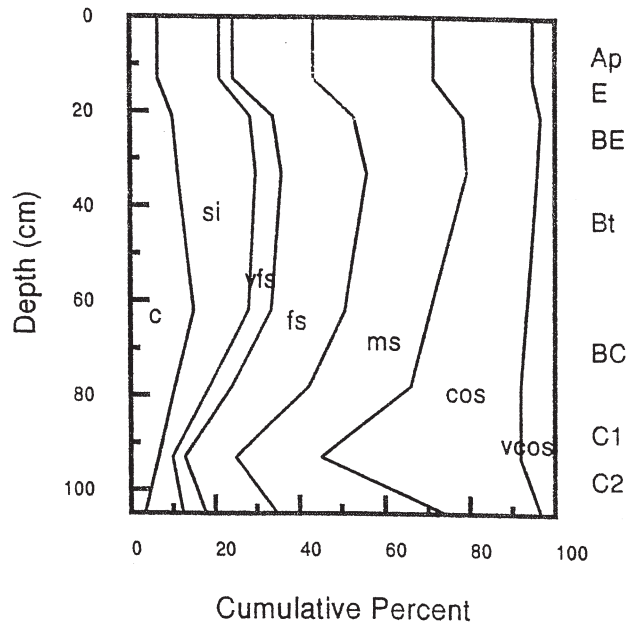 0
Ap
E
20
BE
40
si
Bt
Depth (cm)
vfs
60
c
fs
ms
BC
80
cos
C1
vcos
100
C2
0 20 40 60 80 100
Cumulative Percent